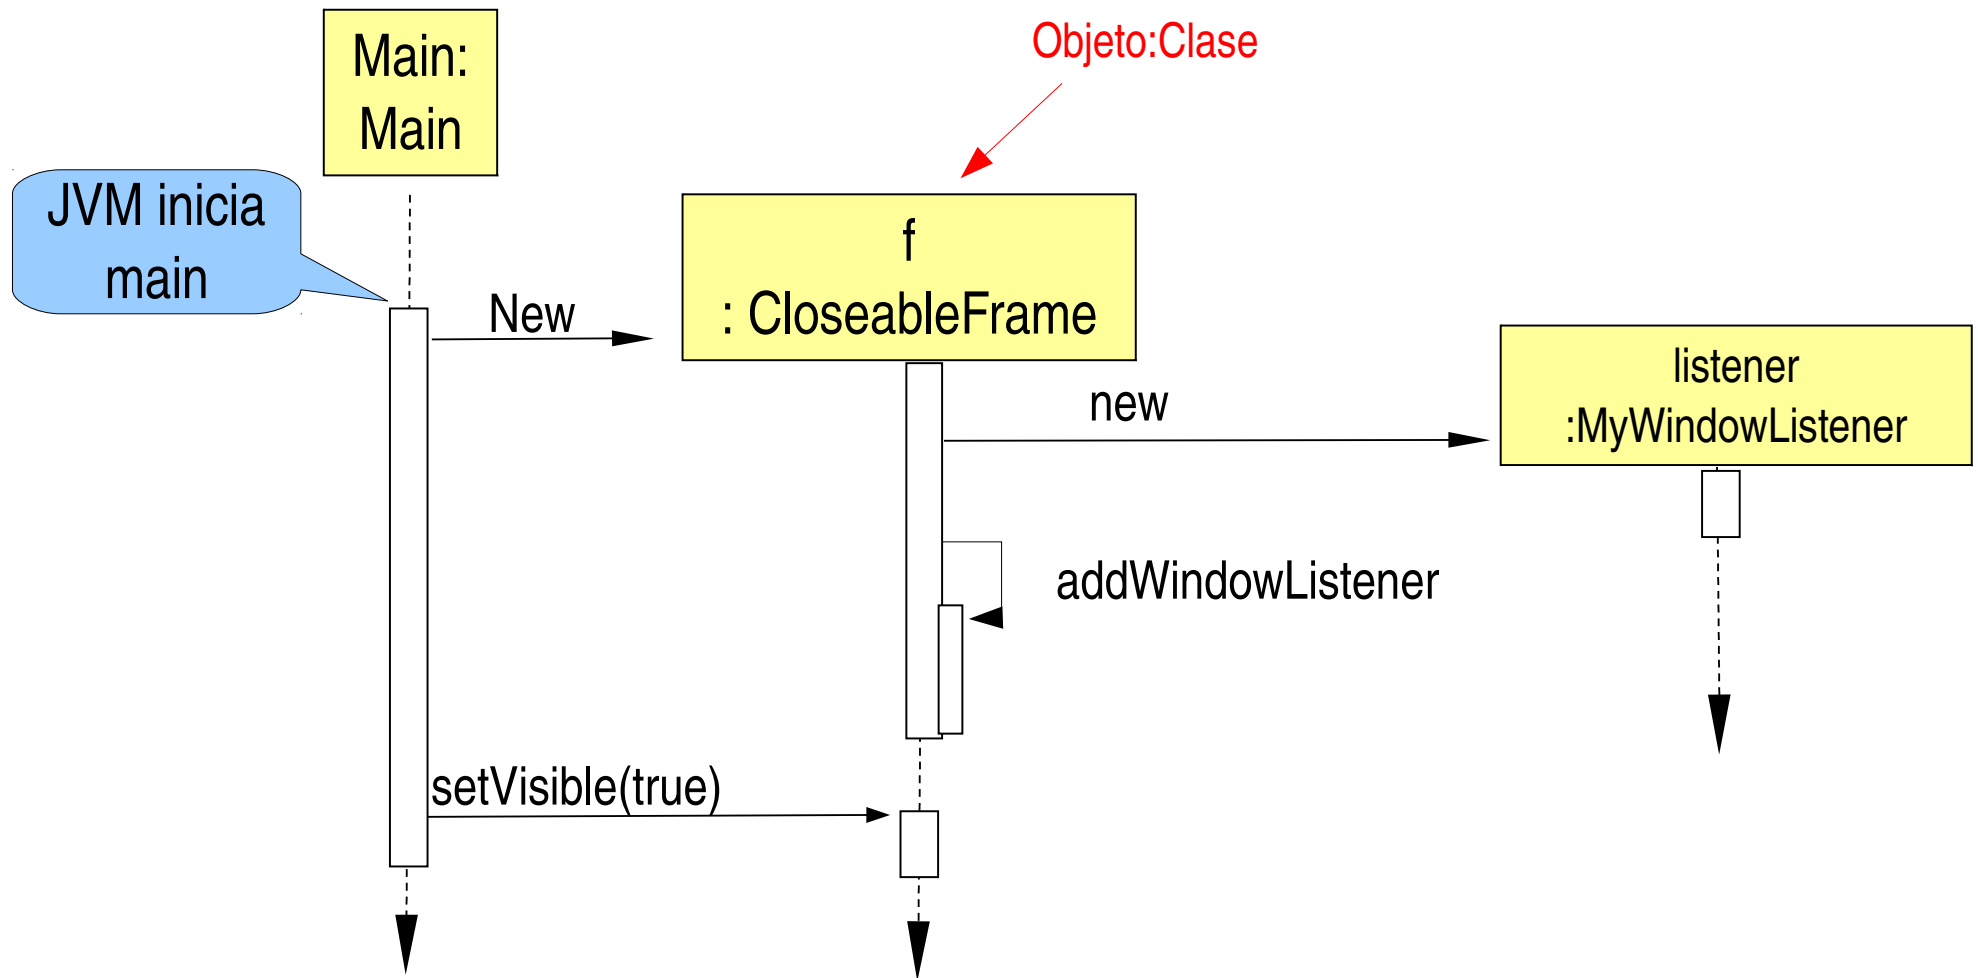 Main:
Main
Objeto:Clase
JVM inicia
main
f
: CloseableFrame
New
listener
:MyWindowListener
new
addWindowListener
setVisible(true)